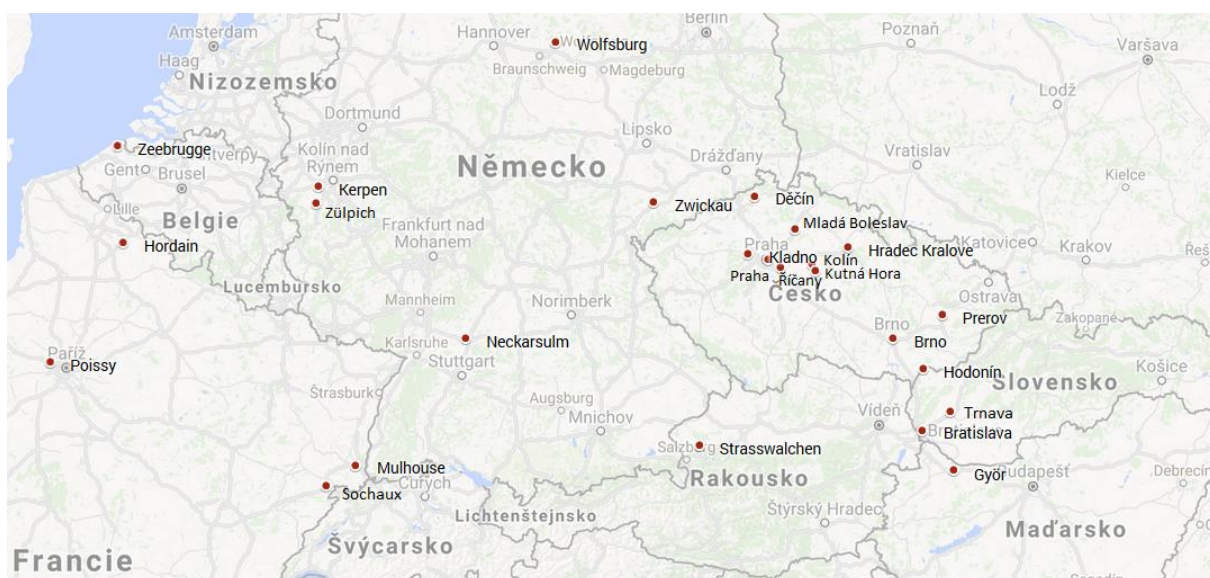 Amsterdam
Hannover
Wolfsburg
Berlín
Poznaň
Varšava
Haag
Braunschweig
Magdeburg
Nizozemsko
Lodž
Dortmund
Lipsko
Drážďany
Vratislav
Zeebrugge
Antverpy
Kolín nad
Rýnem
Gent
Brusel
Německo
Kielce
Kerpen
Děčín
Lille
Belgie
Zülpich
Zwickau
Mladá Boleslav
Frankfurt nad
Mohanem
Hordain
Praha
Hradec Kralove
Katovice
Krakov
Kladno
Kolín
Praha
Říčany
Kutná Hora
Lucembursko
Česko
Ostrava
Mannheim
Norimberk
Prerov
Zakopané
Brno
Karlsruhe
Neckarsulm
Brno
Stuttgart
Paříž
Poissy
Hodonín
Slovensko
Košice
Štrasburk
Augsburg
Vídeň
Trnava
Mnichov
Bratislava
Salzburg
Strasswalchen
Mulhouse
Rakousko
Györ
Budapešť
Curych
Sochaux
Lichtenštejnsko
Štýrský Hradec
Maďarsko
Švýcarsko
Francie